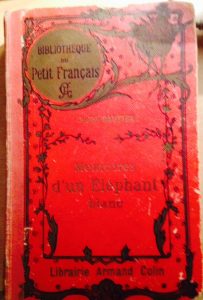 BIBLIOTHÈQUE
DU
Petit Français
Mémoires
d'un Éléphant
blanc
Librairie Armand Colin